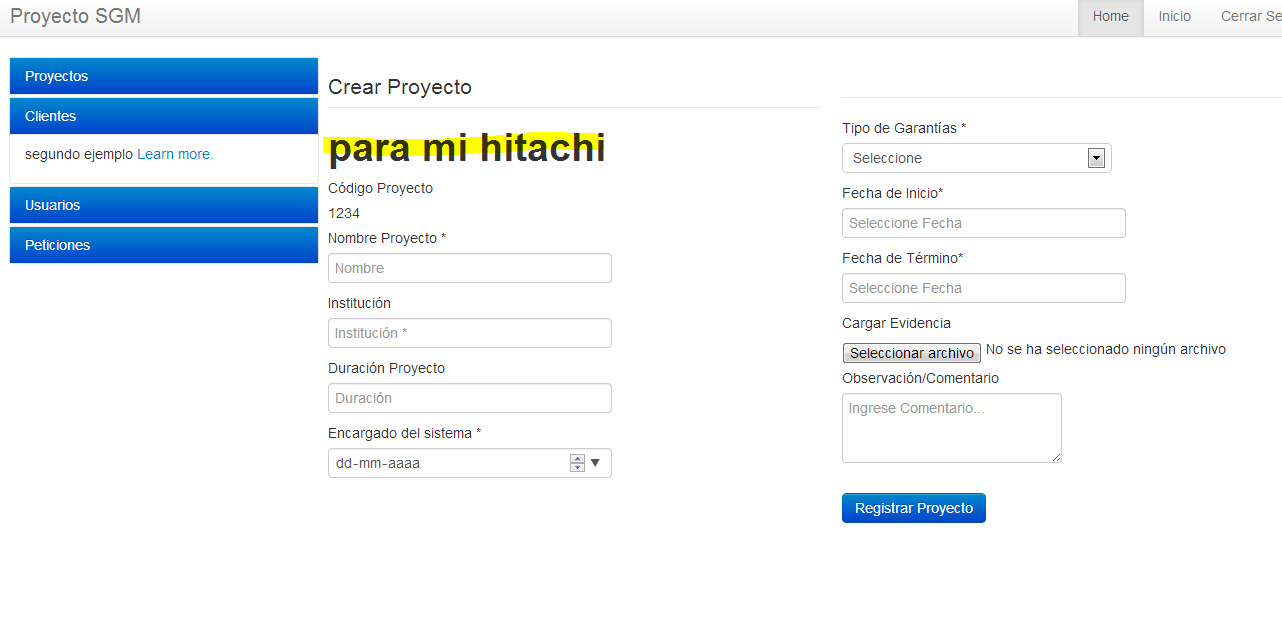 Proyecto SGM
Home
Inicio
Cerrar Se
Proyectos
Clientes
segundo ejemplo Learn more.
Usuarios
Peticiones
Crear Proyecto
para mi hitachi
Código Proyecto
1234
Nombre Proyecto *
Nombre
Institución
Institución *
Duración Proyecto
Duración
Encargado del sistema *
dd-mm-aaaa
Tipo de Garantías *
Seleccione
Fecha de Inicio*
Seleccione Fecha
Fecha de Término*
Seleccione Fecha
Cargar Evidencia
Seleccionar archivo No se ha seleccionado ningún archivo
Observación/Comentario
Ingrese Comentario...
Registrar Proyecto